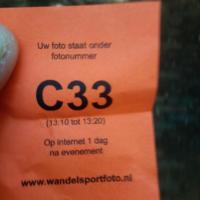 Uw foto staat onder
fotonummer
C33
(13:10 tot 13:20)
Op internet 1 dag
na evenement
www.wandelsportfoto.nl